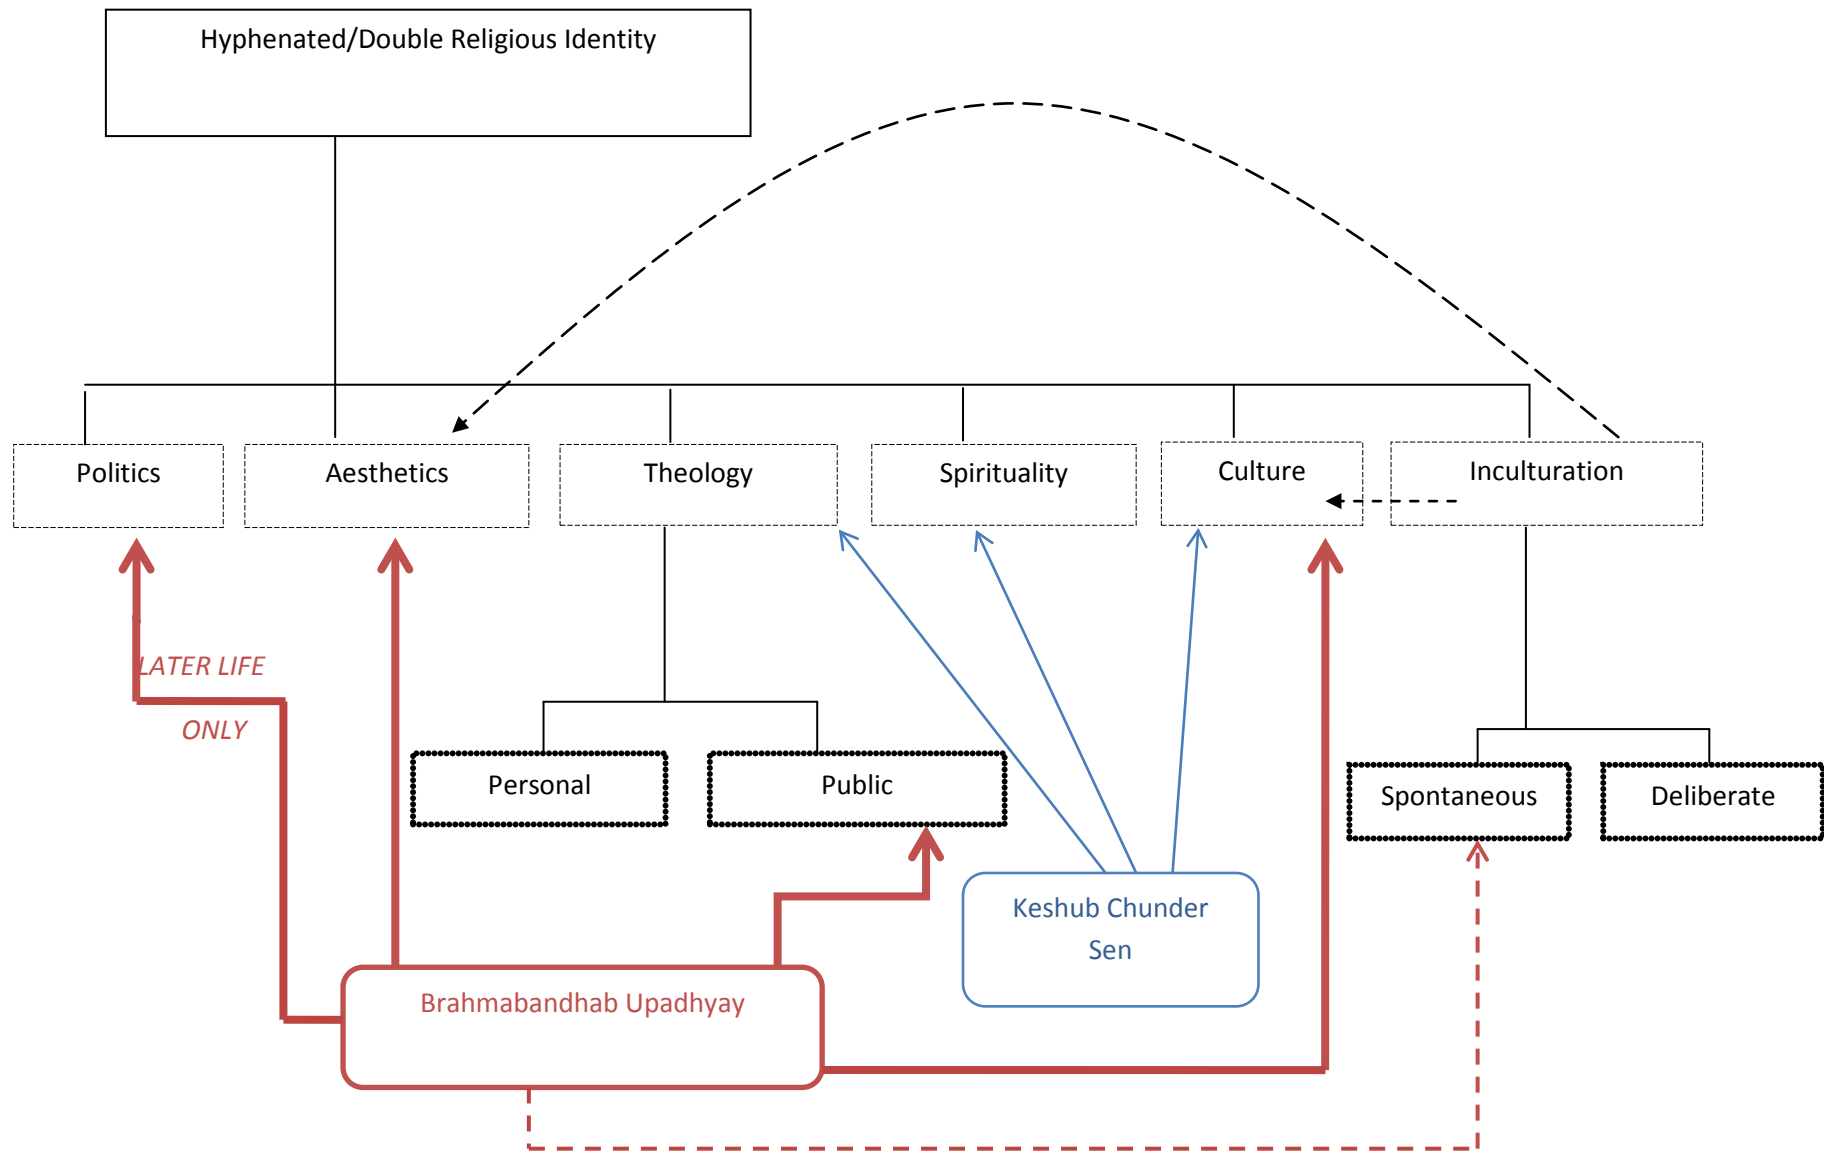 Hyphenated/Double Religious Identity
Politics
Aesthetics
Theology
Spirituality
Culture
Inculturation
LATER LIFE
ONLY
Personal
Public
Spontaneous
Deliberate
Keshub Chunder
Sen
Brahmabandhab Upadhyay